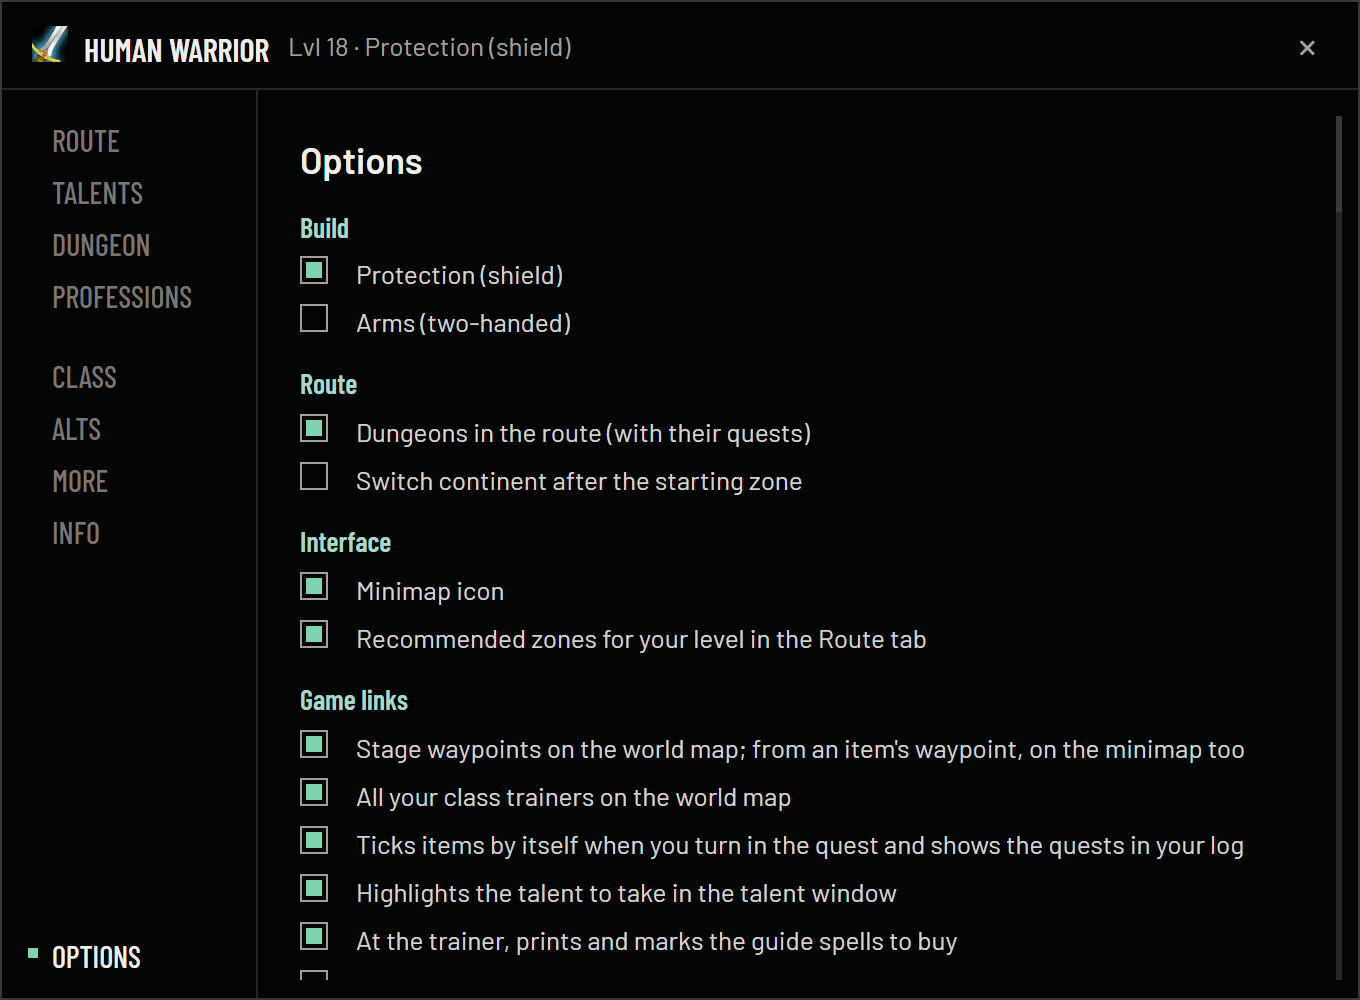 HUMAN WARRIOR Lvl 18 · Protection (shield)
ROUTE
TALENTS
DUNGEON
PROFESSIONS
CLASS
ALTS
MORE
INFO
OPTIONS
Options
Build
Protection (shield)
Arms (two-handed)
Route
Dungeons in the route (with their quests)
Switch continent after the starting zone
Interface
Minimap icon
Recommended zones for your level in the Route tab
Game links
Stage waypoints on the world map; from an item's waypoint, on the minimap too
All your class trainers on the world map
Ticks items by itself when you turn in the quest and shows the quests in your log
Highlights the talent to take in the talent window
At the trainer, prints and marks the guide spells to buy